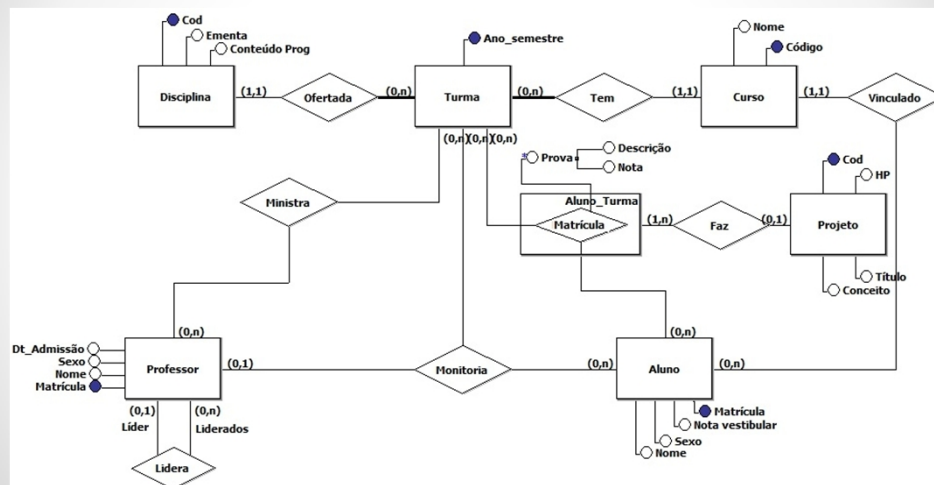 Cod
Ementa
Conteúdo Prog
Ano_semestre
Nome
Código
Disciplina
(1,1)
Ofertada
(0,n)
Turma
(0,n)
Tem
(1,1)
Curso
(1,1)
Vinculado
(0,n)(0,n)(0,n)
* Prova
Descrição
Nota
Cod
HP
Ministra
Aluno_Turma
Matrícula
(1,n)
Faz
(0,1)
Projeto
Título
Conceito
(0,n)
(0,n)
Dt_Admissão
Sexo
Nome
Matrícula
Professor
(0,1)
Monitoria
(0,n)
Aluno
(0,n)
(0,1)
(0,n)
Líder
Liderados
Lidera
Matrícula
Nota vestibular
Sexo
Nome